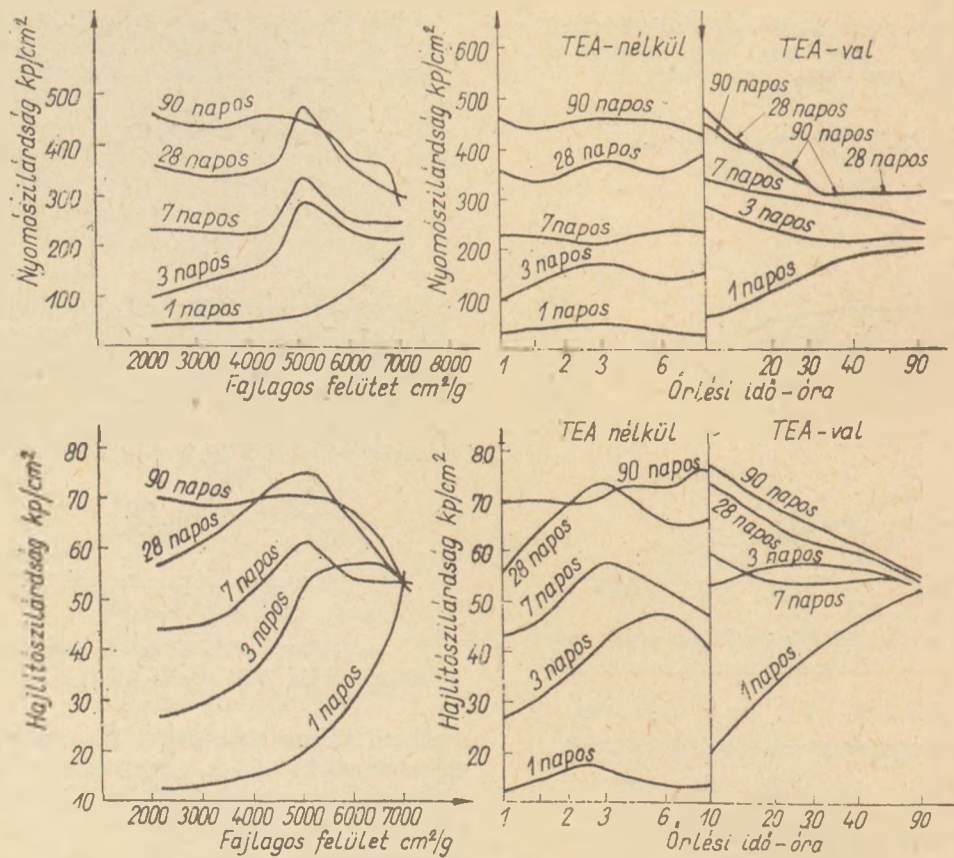 Nyomószilárdság kp/cm²
500
400
300
200
100
90 napos
28 napos
7 napos
3 napos
1 napos
2000 3000 4000 5000 6000 7000 8000
Fajlagos felütet cm²/g
Nyomószilárdság kp/cm²
600
500
400
300
200
100
TEA-nélkül
TEA-val
90 napos
28 napos
7napos
3 napos
1 napos
90 napos
28 napos
90 napos
28 napos
7 napos
3 napos
1 napos
1 2 3 6 20 30 40 90
Őrlési idő-óra
Hajlítószilárdság kp/cm²
80
70
60
50
40
30
20
10
90 napos
28 napos
7 napos
3 napos
1 napos
2000 3000 4000 5000 6000 7000
Fajlagos felület cm²/g
Hajlítószilárdság kp/cm²
80
70
60
50
40
30
20
TEA nélkül
TEA-val
90 napos
28 napos
7 napos
3 napos
1 napos
90 napos
28 napos
3 napos
7 napos
1 napos
1 2 3 6 10 20 30 40 90
Őrlési idő-óra